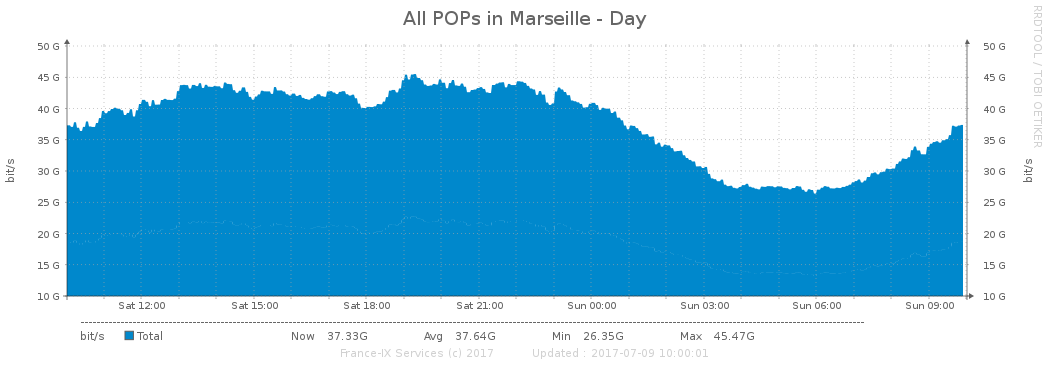 All POPs in Marseille - Day
RRDTOOL / TOBI OETIKER
50 G 50 G
45 G 45 G
40 G 40 G
35 G 35 G
30 G 30 G
25 G 25 G
20 G 20 G
15 G 15 G
10 G 10 G
bit/s bit/s
Sat 12:00 Sat 15:00 Sat 18:00 Sat 21:00 Sun 00:00 Sun 03:00 Sun 06:00 Sun 09:00
bit/s Total Now 37.33G Avg 37.64G Min 26.35G Max 45.47G
France-IX Services (c) 2017 Updated : 2017-07-09 10:00:01